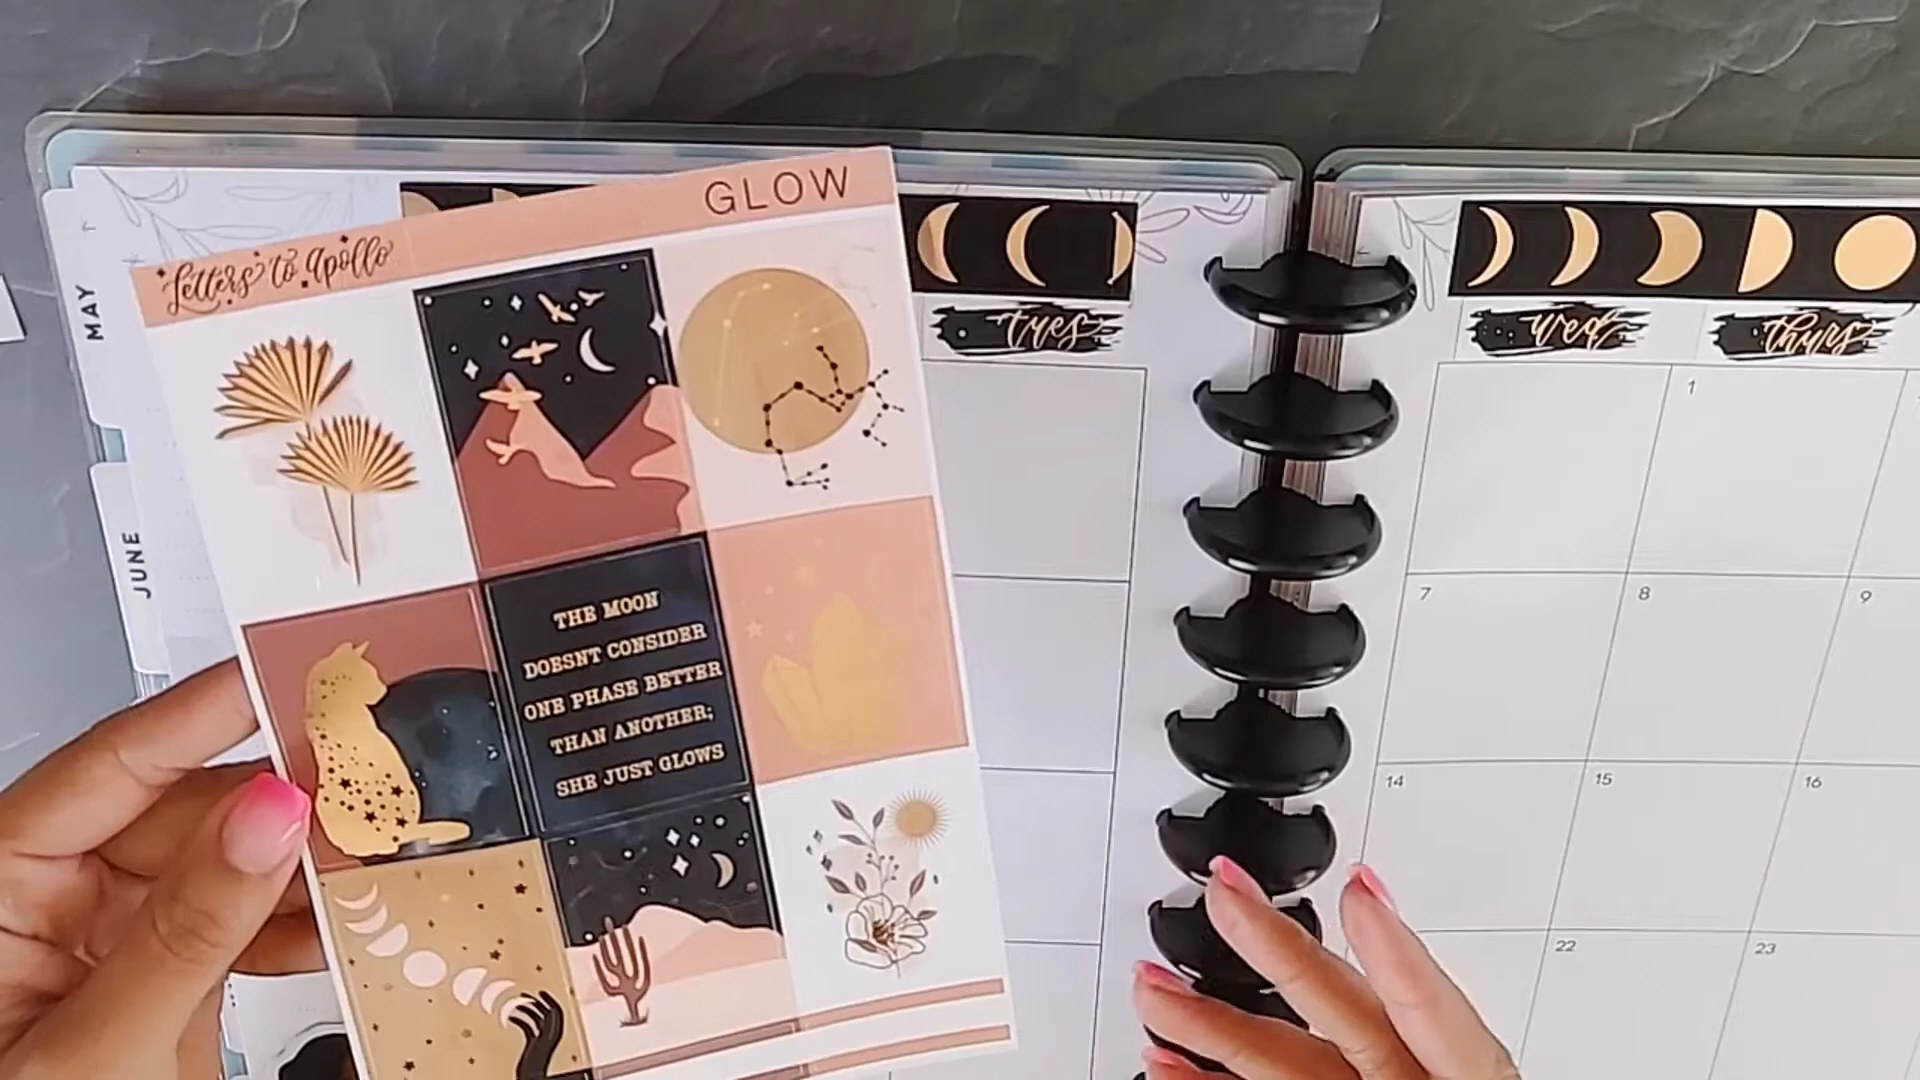 GLOW
Letters to Apollo
MAY
JUNE
THE MOON
DOESNT CONSIDER
ONE PHASE BETTER
THAN ANOTHER;
SHE JUST GLOWS
tues
wed
thurs
1
7
8
9
14
15
16
22
23